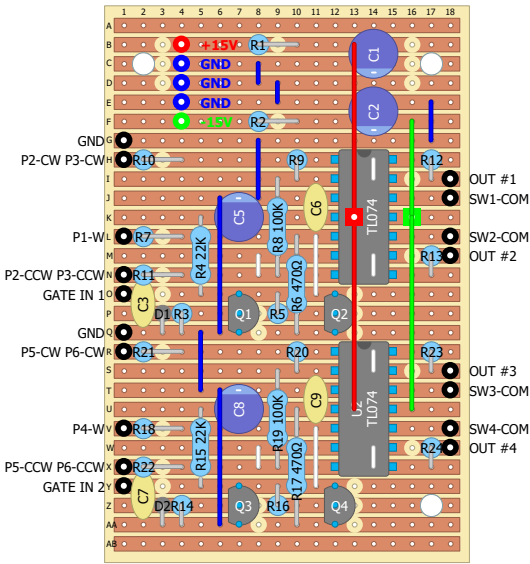 1 2 3 4 5 6 7 8 9 10 11 12 13 14 15 16 17 18
A
B +15V R1 C1
C GND
D GND
E GND C2
F -15V R2
GND G
P2-CW P3-CW H R10 R9 R12
I OUT #1
J C6 TL074 SW1-COM
K C5
P1-W L R7 R8 100K SW2-COM
M R4 22K R13 OUT #2
P2-CCW P3-CCW N R11 R6 470Ω
GATE IN 1 O C3
P D1 R3 Q1 R5 Q2
GND Q
P5-CW P6-CW R R21 R20 R23
S OUT #3
T C9 TL074 SW3-COM
U C8 U2
P4-W V R18 R19 100K SW4-COM
W R15 22K R24 OUT #4
P5-CCW P6-CCW X R22 R17 470Ω
GATE IN 2 Y C7
Z D2 R14 Q3 R16 Q4
AA
AB